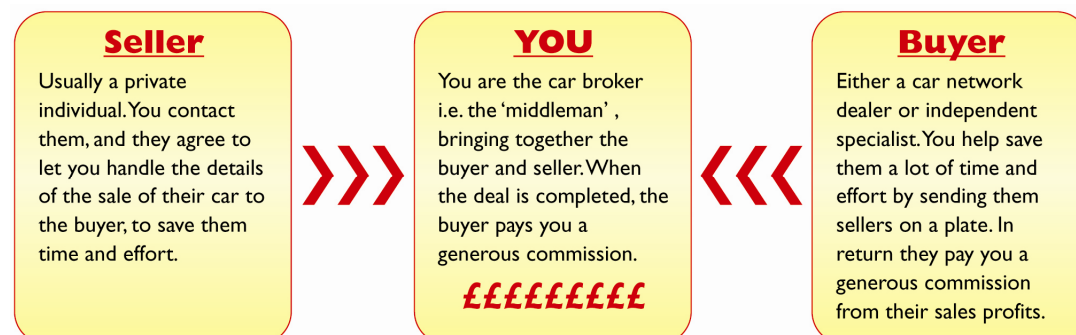 Seller
Usually a private
individual. You contact
them, and they agree to
let you handle the details
of the sale of their car to
the buyer, to save them
time and effort.
YOU
You are the car broker
i.e. the ‘middleman’ ,
bringing together the
buyer and seller. When
the deal is completed, the
buyer pays you a
generous commission.
£££££££££
Buyer
Either a car network
dealer or independent
specialist. You help save
them a lot of time and
effort by sending them
sellers on a plate. In
return they pay you a
generous commission
from their sales profits.